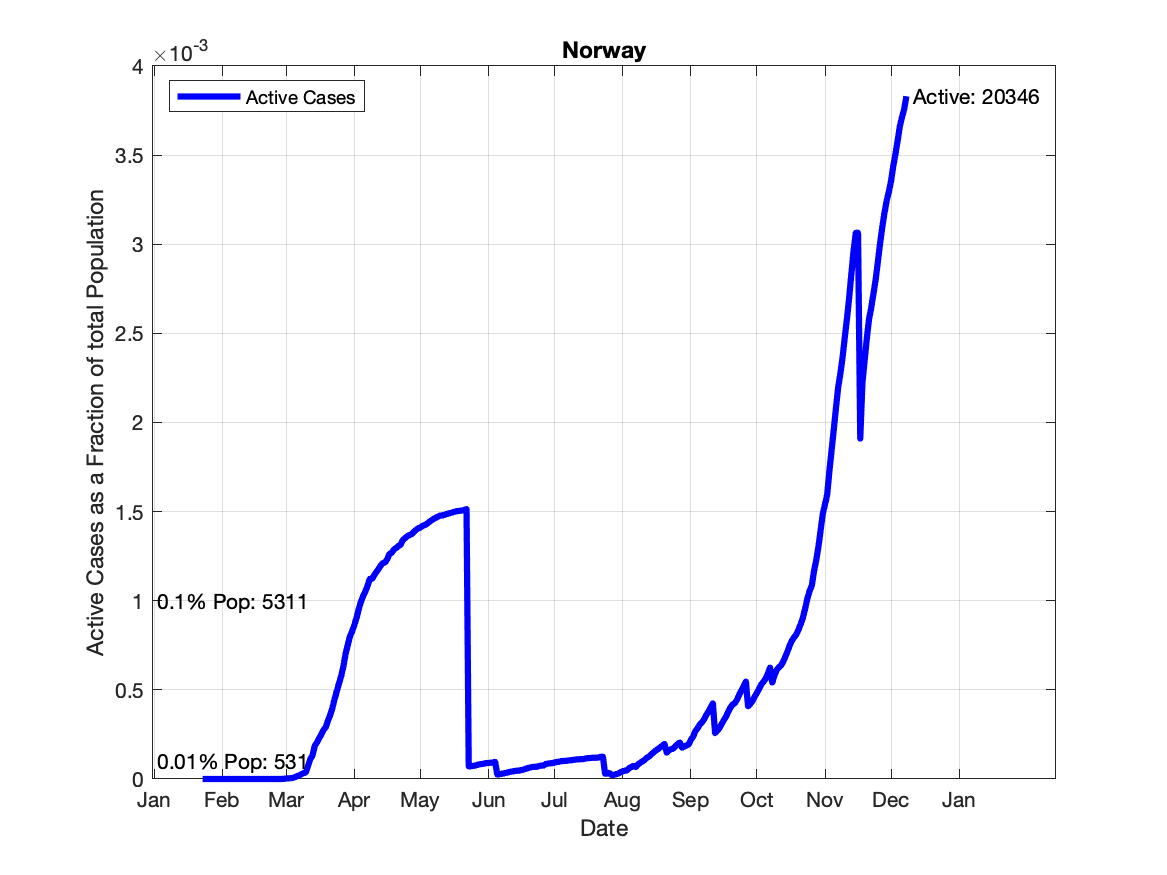 Norway
×10-3
4
Active Cases
Active: 20346
3.5
3
2.5
2
1.5
1
0.1% Pop: 5311
0.5
0.01% Pop: 531
0
Active Cases as a Fraction of total Population
Jan Feb Mar Apr May Jun Jul Aug Sep Oct Nov Dec Jan
Date